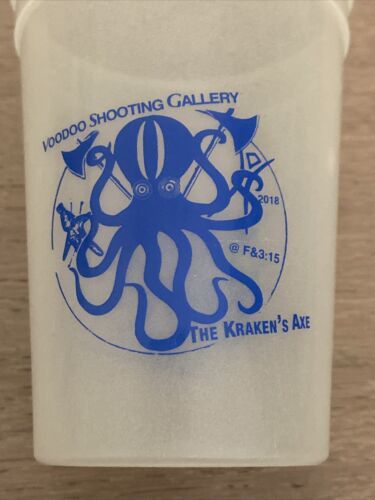 VOODOO SHOOTING GALLERY
2018
@ F&3:15
THE KRAKEN'S AXE